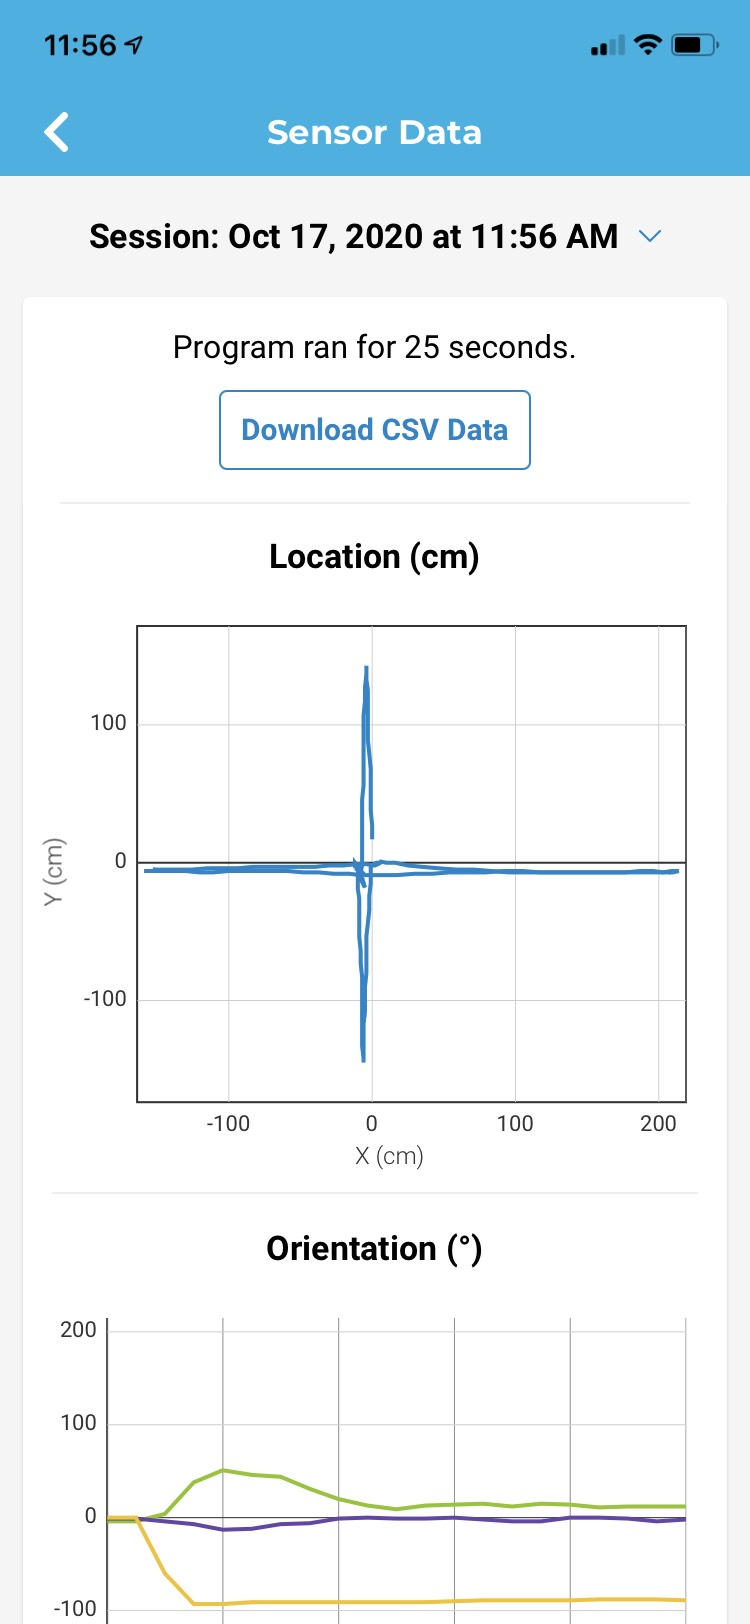 11:56
Sensor Data
Session: Oct 17, 2020 at 11:56 AM
Program ran for 25 seconds.
Download CSV Data
Location (cm)
100
0
-100
Y (cm)
-100 0 100 200
X (cm)
Orientation (°)
200
100
0
-100